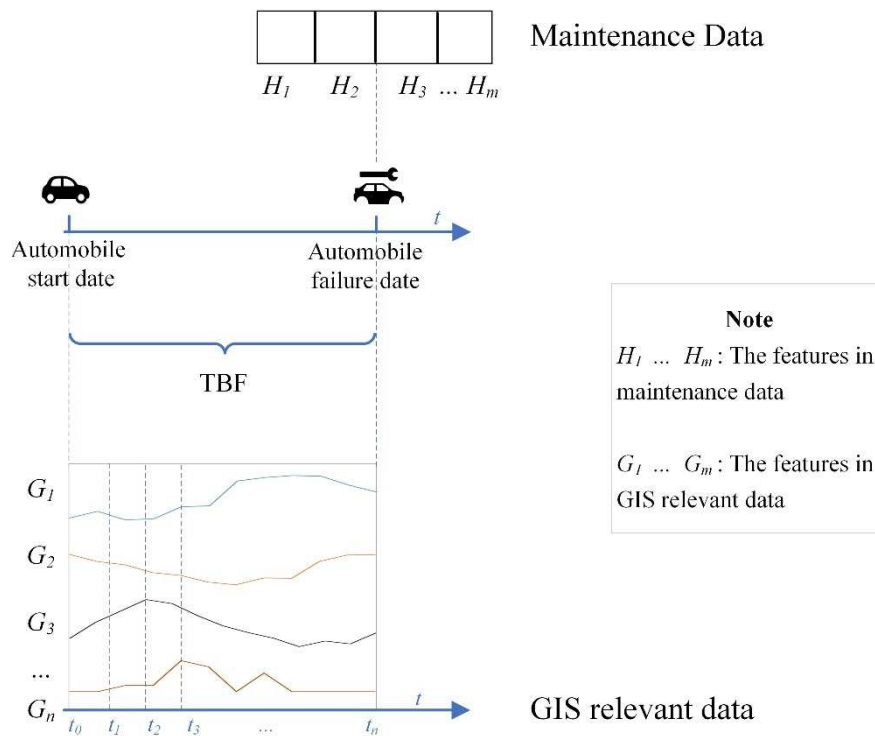 Maintenance Data
H1 H2 H3 ... Hm
t
Automobile
start date
Automobile
failure date
TBF
Note
H1 ... Hm : The features in
maintenance data
G1 ... Gm : The features in
GIS relevant data
G1
G2
G3
...
Gn
t
t0 t1 t2 t3 ... tn
GIS relevant data